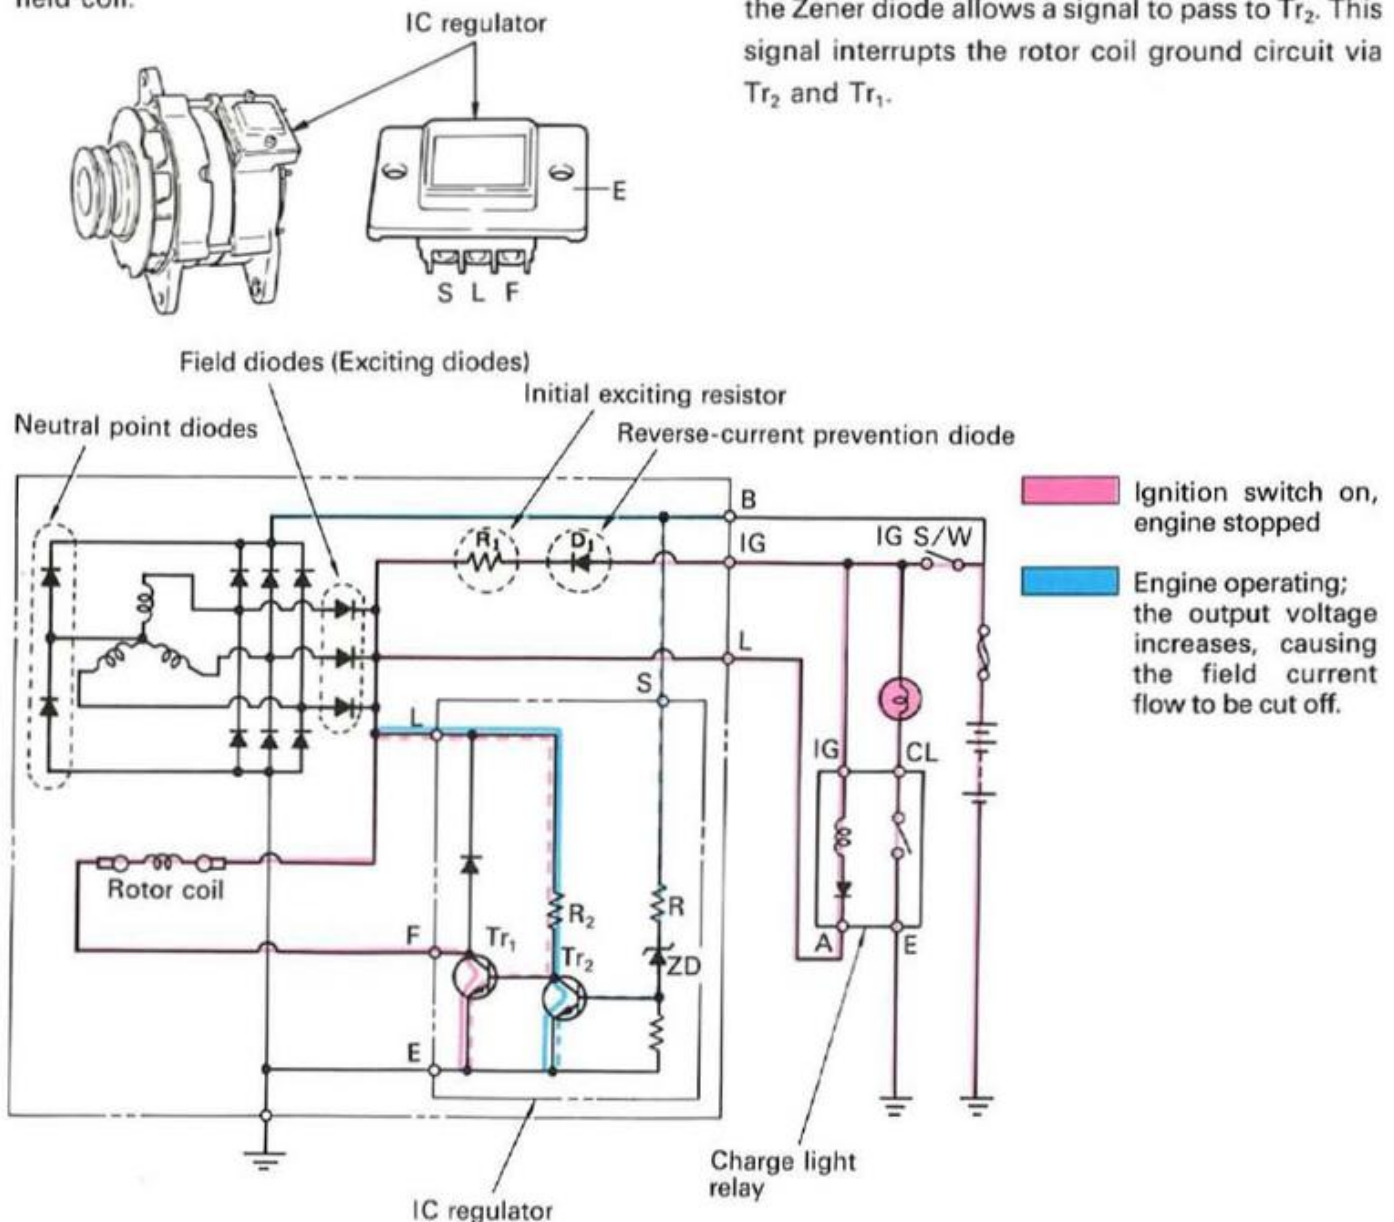 field coil.
the Zener diode allows a signal to pass to Tr₂. This
signal interrupts the rotor coil ground circuit via
Tr₂ and Tr₁.
IC regulator
E
S L F
Field diodes (Exciting diodes)
Initial exciting resistor
Neutral point diodes
Reverse-current prevention diode
B
R₁
D₁
IG
IG S/W
Ignition switch on,
engine stopped
Engine operating;
the output voltage
increases, causing
the field current
flow to be cut off.
L
S
L
IG
CL
Rotor coil
R₂
R
F
Tr₁
Tr₂
ZD
A
E
E
Charge light
relay
IC regulator